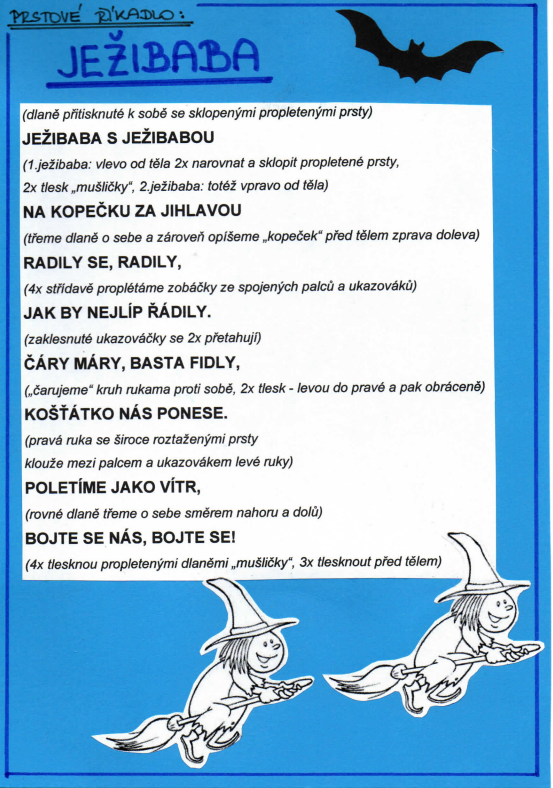 PRSTOVÉ ŘÍKADLO:
JEŽIBABA
(dlaně přitisknuté k sobě se sklopenými propletenými prsty)
JEŽIBABA S JEŽIBABOU
(1.ježibaba: vlevo od těla 2x narovnat a sklopit propletené prsty,
2x tlesk „mušličky“, 2.ježibaba: totéž vpravo od těla)
NA KOPEČKU ZA JIHLAVOU
(třeme dlaně o sebe a zároveň opíšeme „kopeček“ před tělem zprava doleva)
RADILY SE, RADILY,
(4x střídavě proplétáme zobáčky ze spojených palců a ukazováků)
JAK BY NEJLÍP ŘÁDILY.
(zaklesnuté ukazováčky se 2x přetahují)
ČÁRY MÁRY, BASTA FIDLY,
(„čarujeme“ kruh rukama proti sobě, 2x tlesk - levou do pravé a pak obráceně)
KOŠŤÁTKO NÁS PONESE.
(pravá ruka se široce roztaženými prsty
klouže mezi palcem a ukazovákem levé ruky)
POLETÍME JAKO VÍTR,
(rovné dlaně třeme o sebe směrem nahoru a dolů)
BOJTE SE NÁS, BOJTE SE!
(4x tlesknou propletenými dlaněmi „mušličky“, 3x tlesknout před tělem)